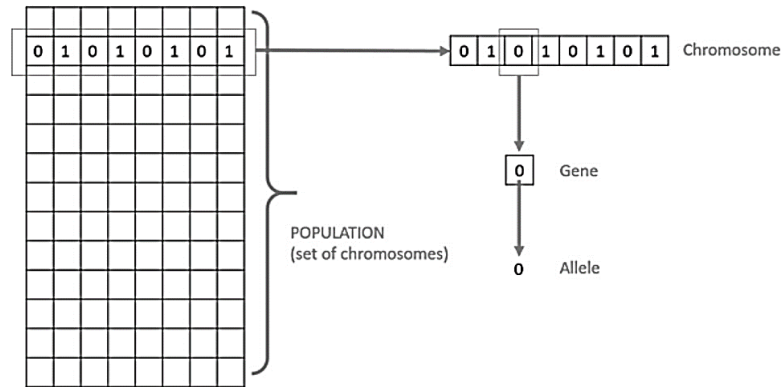 0 1 0 1 0 1 0 1
0 1 0 1 0 1 0 1 Chromosome
0 Gene
POPULATION
(set of chromosomes)
0 Allele